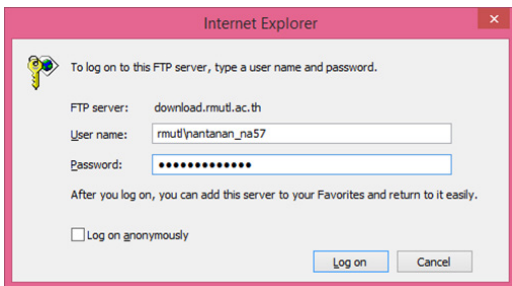 Internet Explorer
To log on to this FTP server, type a user name and password.
FTP server: download.rmutl.ac.th
User name: rmutl\nantanan_na57
Password: •••••••••••••
After you log on, you can add this server to your Favorites and return to it easily.
Log on anonymously
Log on Cancel